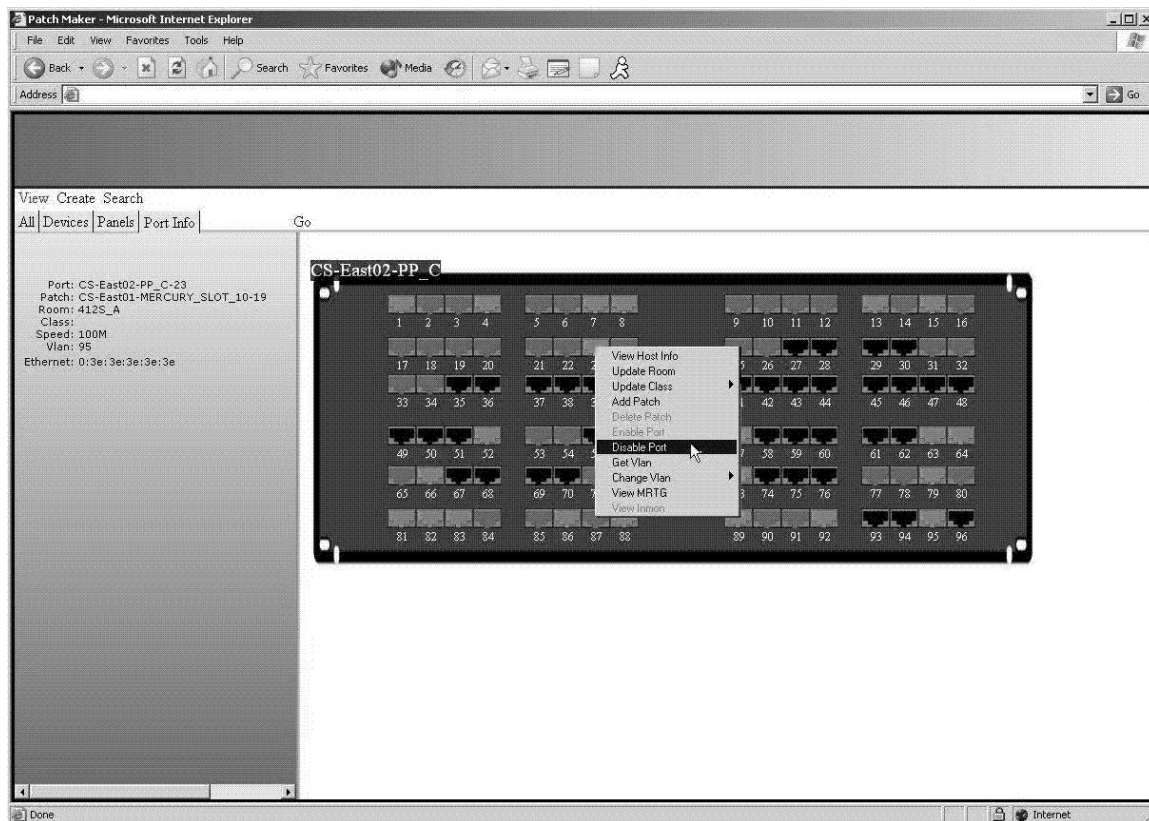 Patch Maker - Microsoft Internet Explorer
File Edit View Favorites Tools Help
Back Search Favorites Media
Address Go
View Create Search
All Devices Panels Port Info Go
CS-East02-PP_C
Port: CS-East02-PP_C-23
Patch: CS-East01-MERCURY_SLOT_10-19
Room: 412S_A
Class:
Speed: 100M
Vlan: 95
Ethernet: 0:3e:3e:3e:3e:3e
1 2 3 4 5 6 7 8 9 10 11 12 13 14 15 16
17 18 19 20 21 22 26 27 28 29 30 31 32
33 34 35 36 37 38 42 43 44 45 46 47 48
49 50 51 52 53 54 58 59 60 61 62 63 64
65 66 67 68 69 70 74 75 76 77 78 79 80
81 82 83 84 85 86 87 88 89 90 91 92 93 94 95 96
View Host Info
Update Room
Update Class
Add Patch
Delete Patch
Enable Port
Disable Port
Get Vlan
Change Vlan
View MRTG
View Inmon
Done Internet